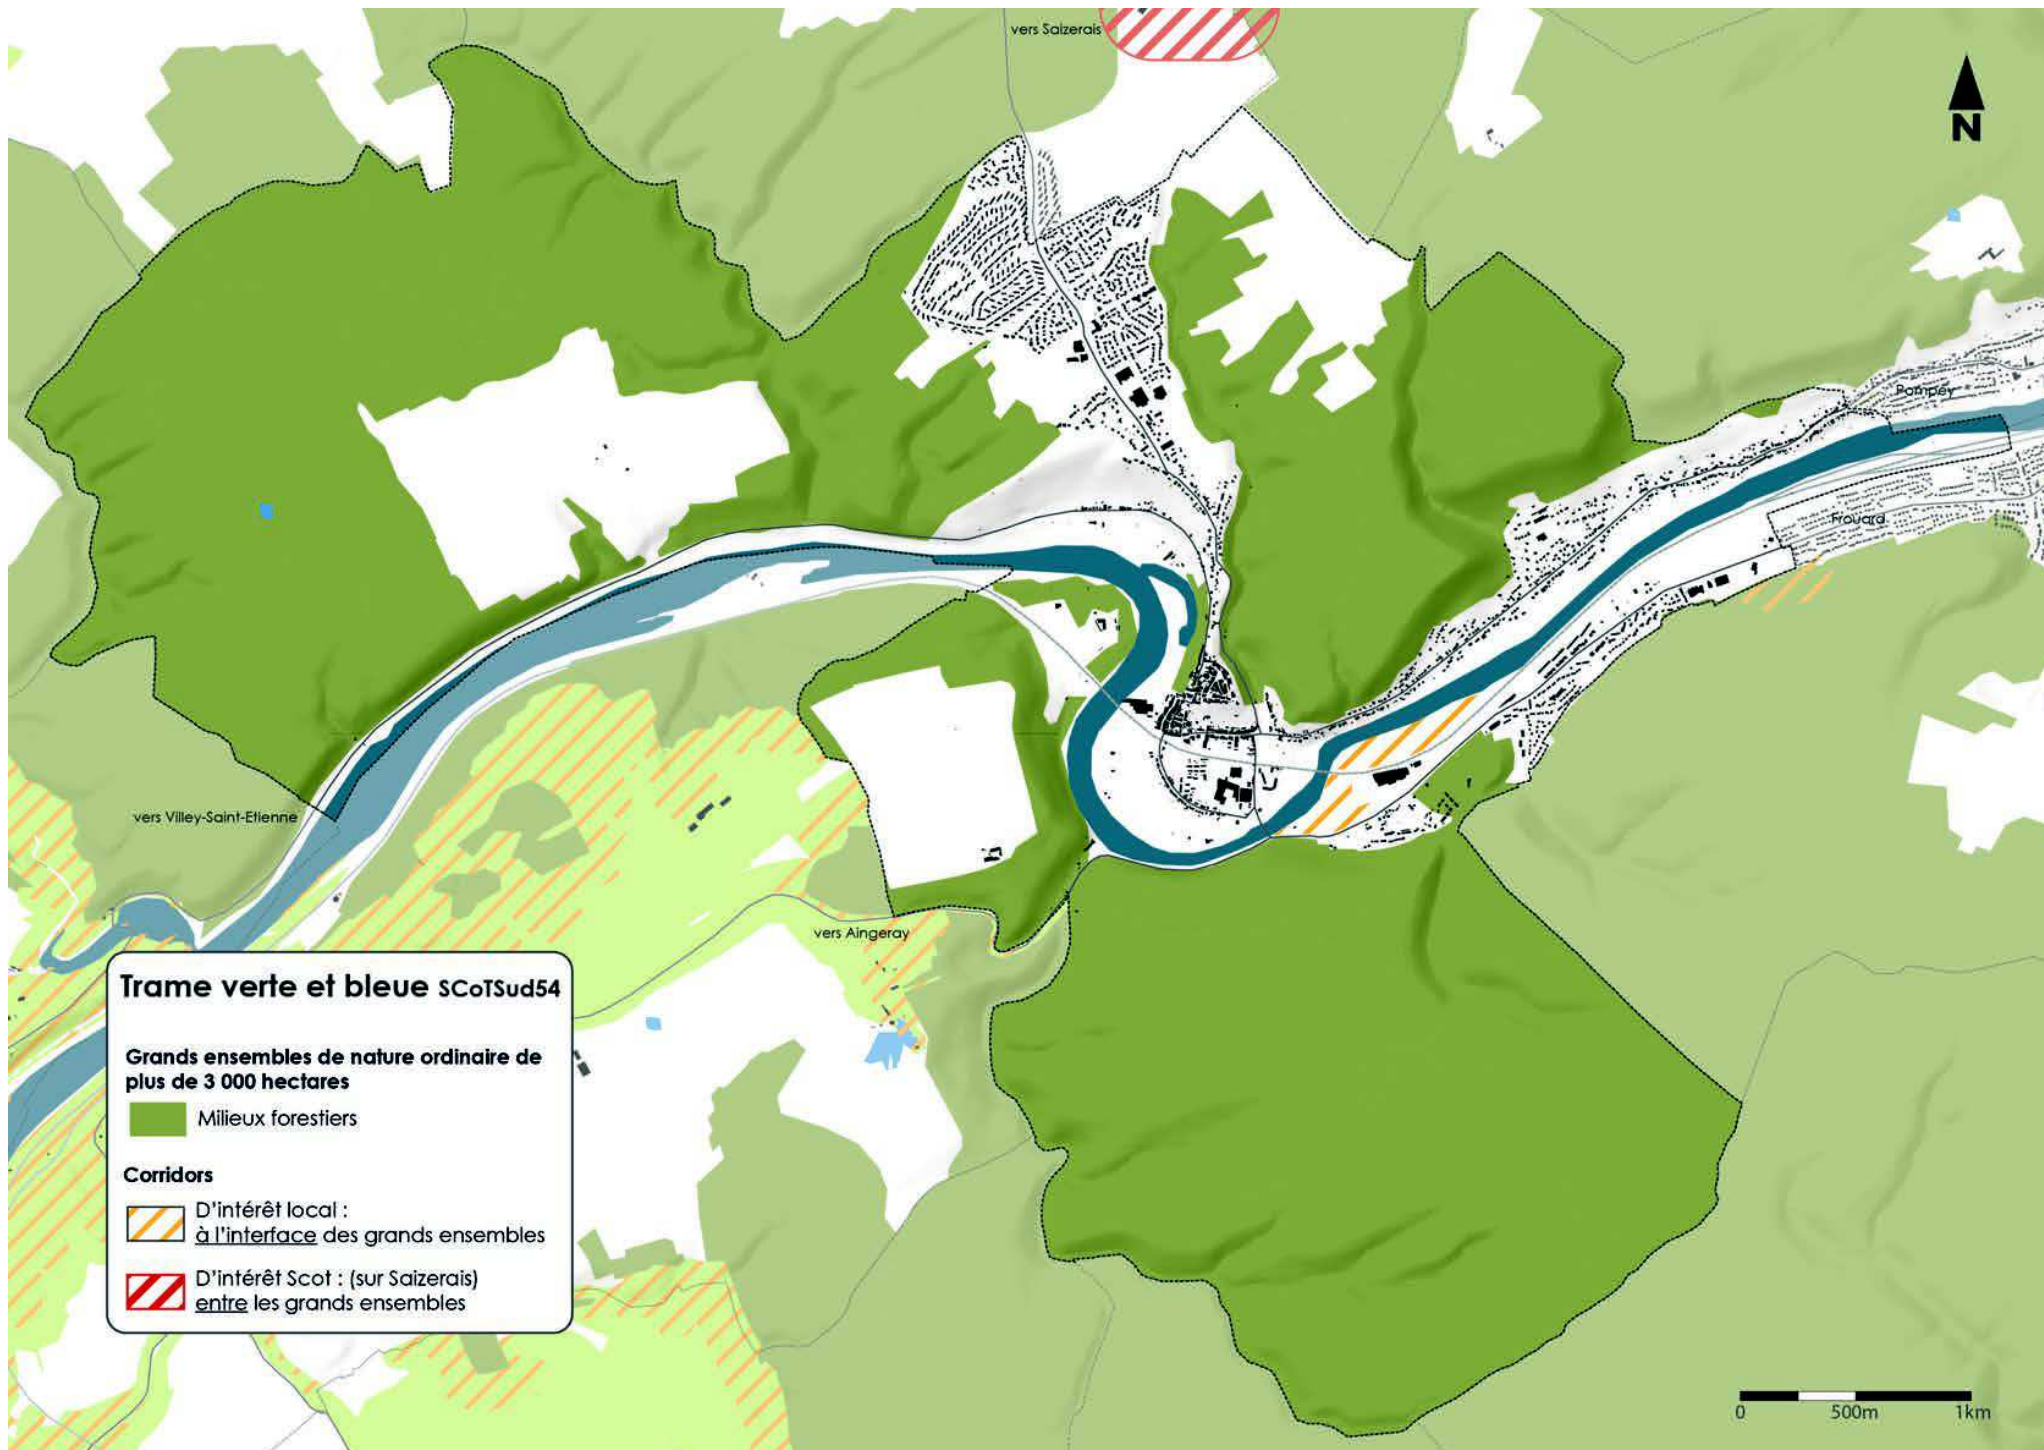 vers Saizerais
N
Pompey
Frouard
vers Villey-Saint-Etienne
vers Aingeray
Trame verte et bleue SCoTSud54
Grands ensembles de nature ordinaire de
plus de 3 000 hectares
Milieux forestiers
Corridors
D'intérêt local :
à l'interface des grands ensembles
D'intérêt Scot : (sur Saizerais)
entre les grands ensembles
0 500m 1km